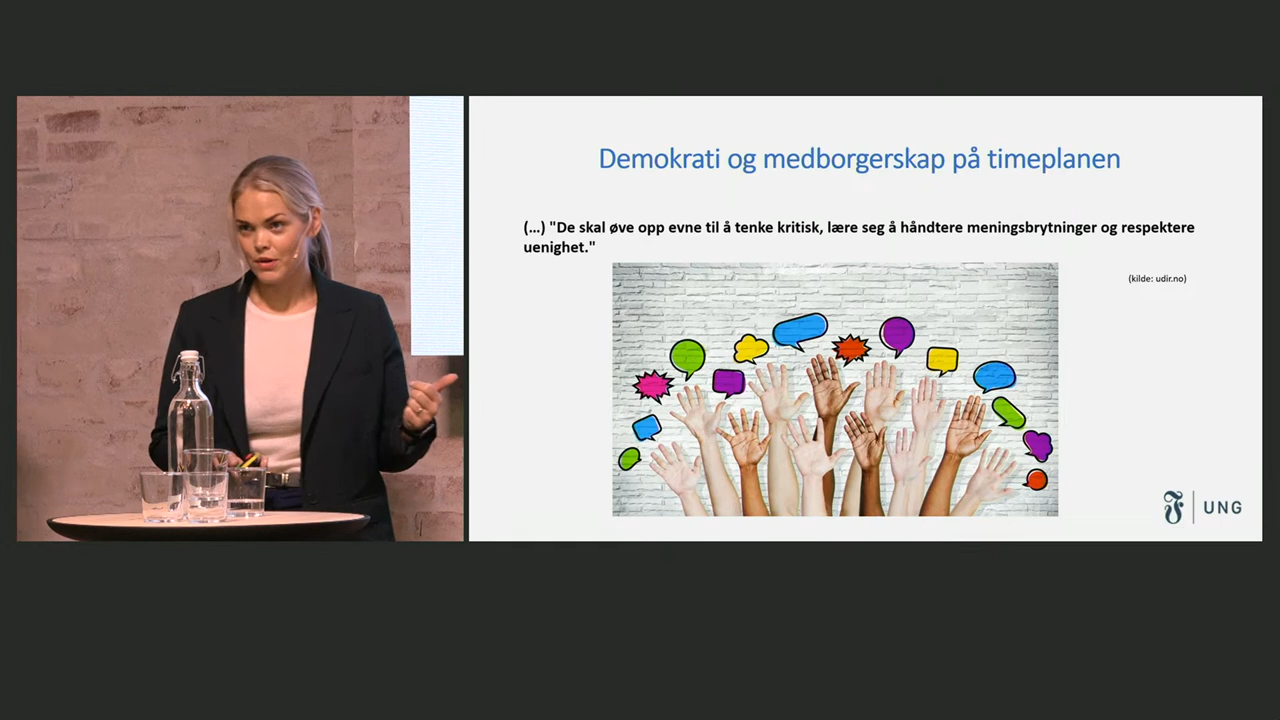 Demokrati og medborgerskap på timeplanen
(...) "De skal øve opp evne til å tenke kritisk, lære seg å håndtere meningsbrytninger og respektere
uenighet."
(kilde: udir.no)
F | UNG